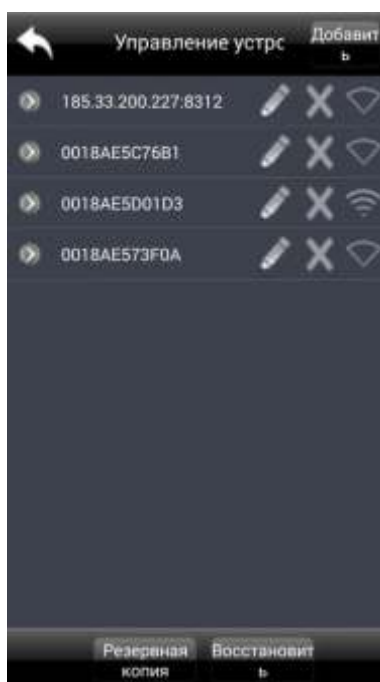 Управление устрс
Добавит
ь
185.33.200.227:8312
0018AE5C76B1
0018AE5D01D3
0018AE573F0A
Резервная
копия
Восстановит
ь